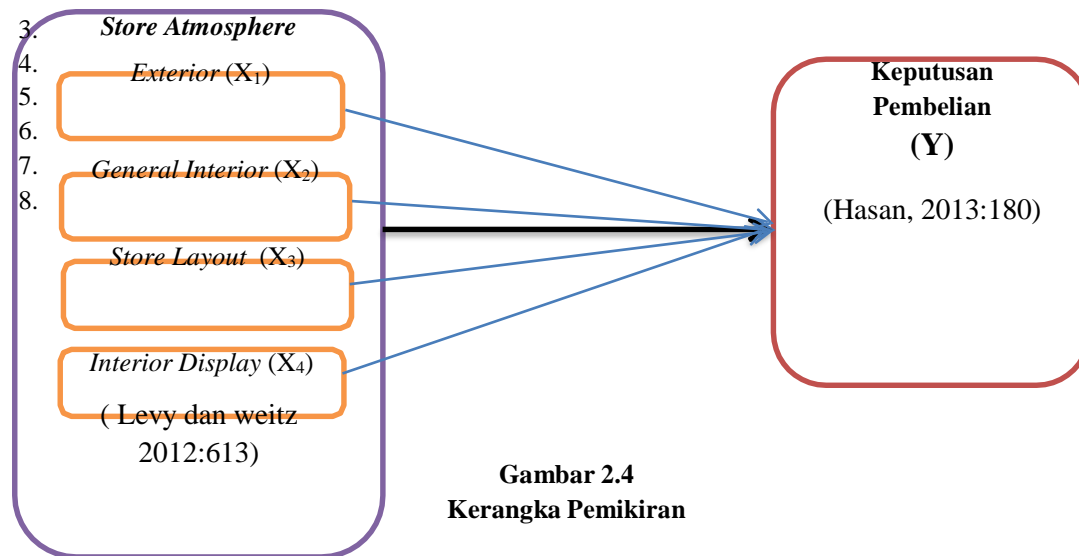 3.
Store Atmosphere
4.
Exterior (X₁)
5.
6.
7.
General Interior (X₂)
8.
Store Layout (X₃)
Interior Display (X₄)
( Levy dan weitz
2012:613)
Keputusan
Pembelian
(Y)
(Hasan, 2013:180)
Gambar 2.4
Kerangka Pemikiran